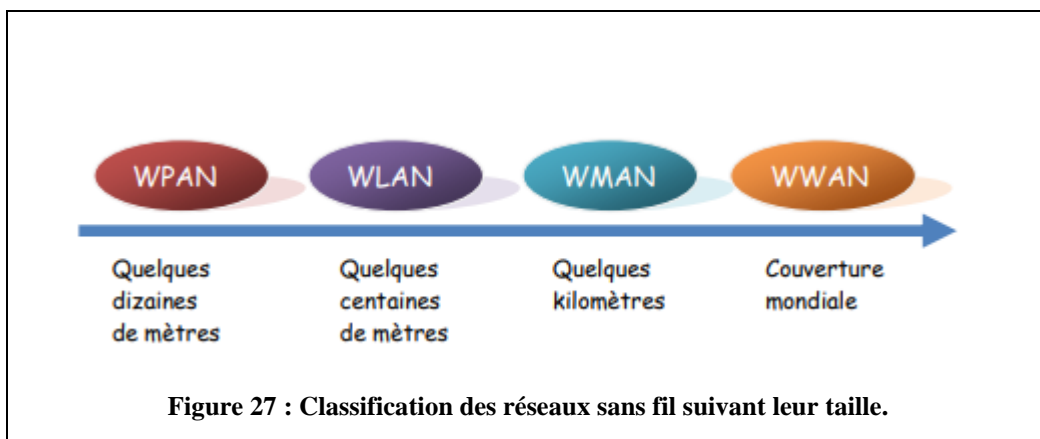 WPAN WLAN WMAN WWAN
Quelques
dizaines
de mètres
Quelques
centaines
de mètres
Quelques
kilomètres
Couverture
mondiale
Figure 27 : Classification des réseaux sans fil suivant leur taille.